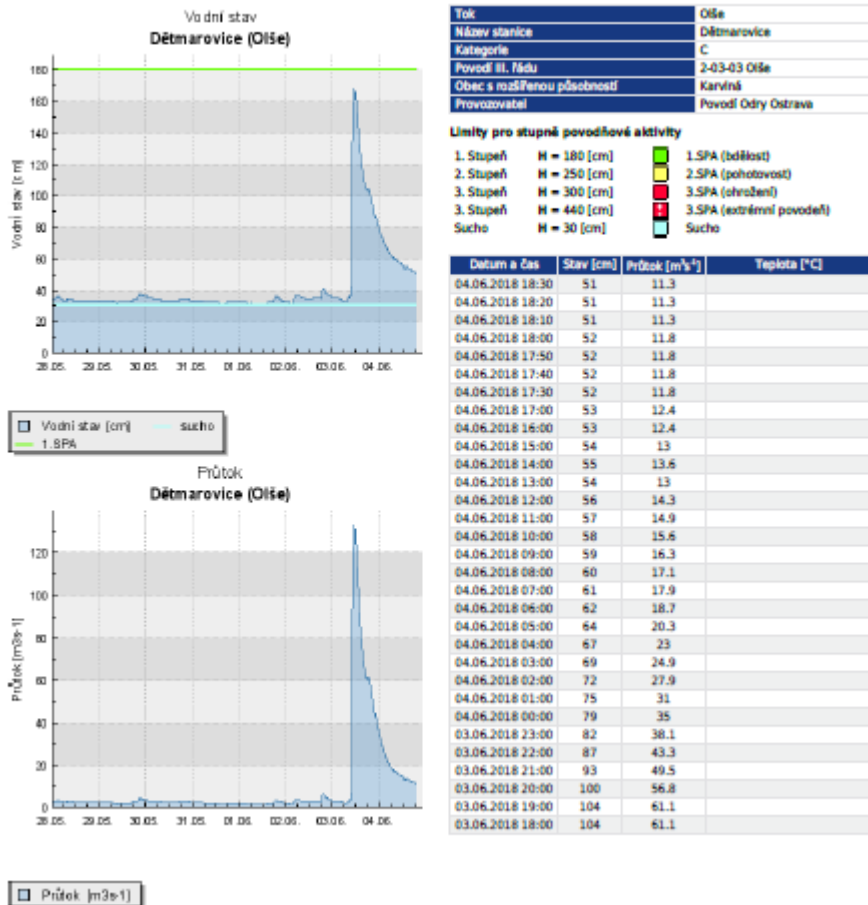 Vodní stav
Dětmarovice (Olše)
Vodní stav [cm]
180
160
140
120
100
80
60
40
20
0
28.05. 29.05. 30.05. 31.05. 01.06. 02.06. 03.06. 04.06.
Vodní stav [cm] sucho
1.SPA
Průtok
Dětmarovice (Olše)
Průtok [m3s-1]
120
100
80
60
40
20
0
28.05. 29.05. 30.05. 31.05. 01.06. 02.06. 03.06. 04.06.
Průtok [m3s-1]
Tok Olše
Název stanice Dětmarovice
Kategorie C
Povodí III. řádu 2-03-03 Olše
Obec s rozšířenou působností Karviná
Provozovatel Povodí Odry Ostrava
Limity pro stupně povodňové aktivity
1. Stupeň H = 180 [cm] 1.SPA (bdělost)
2. Stupeň H = 250 [cm] 2.SPA (pohotovost)
3. Stupeň H = 300 [cm] 3.SPA (ohrožení)
3. Stupeň H = 440 [cm] 3.SPA (extrémní povodeň)
Sucho H = 30 [cm] Sucho
Datum a čas Stav [cm] Průtok [m³s⁻¹] Teplota [°C]
04.06.2018 18:30 51 11.3
04.06.2018 18:20 51 11.3
04.06.2018 18:10 51 11.3
04.06.2018 18:00 52 11.8
04.06.2018 17:50 52 11.8
04.06.2018 17:40 52 11.8
04.06.2018 17:30 52 11.8
04.06.2018 17:00 53 12.4
04.06.2018 16:00 53 12.4
04.06.2018 15:00 54 13
04.06.2018 14:00 55 13.6
04.06.2018 13:00 54 13
04.06.2018 12:00 56 14.3
04.06.2018 11:00 57 14.9
04.06.2018 10:00 58 15.6
04.06.2018 09:00 59 16.3
04.06.2018 08:00 60 17.1
04.06.2018 07:00 61 17.9
04.06.2018 06:00 62 18.7
04.06.2018 05:00 64 20.3
04.06.2018 04:00 67 23
04.06.2018 03:00 69 24.9
04.06.2018 02:00 72 27.9
04.06.2018 01:00 75 31
04.06.2018 00:00 79 35
03.06.2018 23:00 82 38.1
03.06.2018 22:00 87 43.3
03.06.2018 21:00 93 49.5
03.06.2018 20:00 100 56.8
03.06.2018 19:00 104 61.1
03.06.2018 18:00 104 61.1